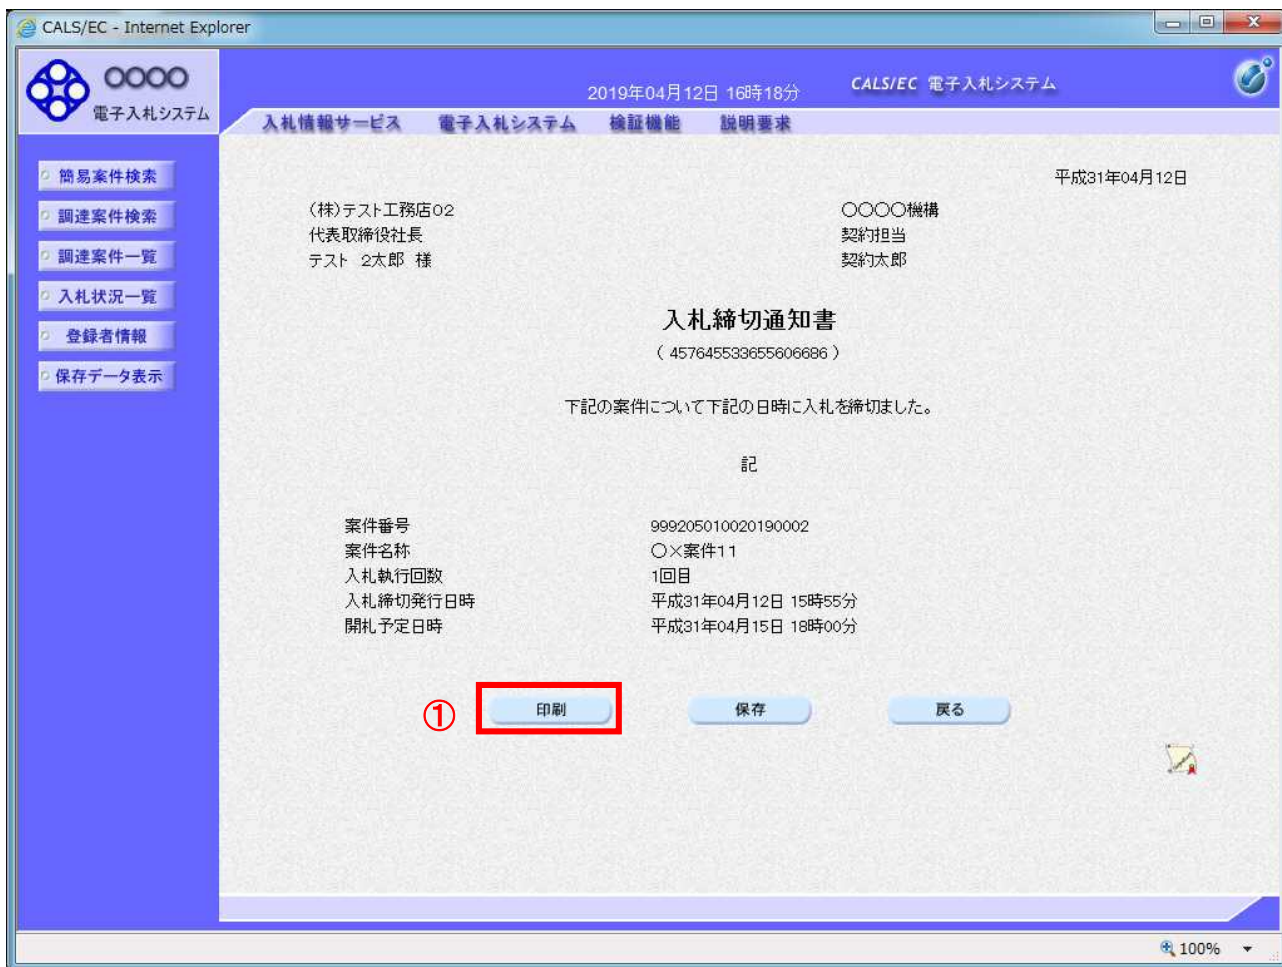 CALS/EC - Internet Explorer
○○○○
電子入札システム
2019年04月12日 16時18分
CALS/EC 電子入札システム
入札情報サービス 電子入札システム 検証機能 説明要求
簡易案件検索
調達案件検索
調達案件一覧
入札状況一覧
登録者情報
保存データ表示
平成31年04月12日
(株)テスト工務店02
代表取締役社長
テスト 2太郎 様
○○○○機構
契約担当
契約太郎
入札締切通知書
( 457645533655606686 )
下記の案件について下記の日時に入札を締切ました。
記
案件番号 999205010020190002
案件名称 ○×案件11
入札執行回数 1回目
入札締切発行日時 平成31年04月12日 15時55分
開札予定日時 平成31年04月15日 18時00分
① 印刷 保存 戻る
100%